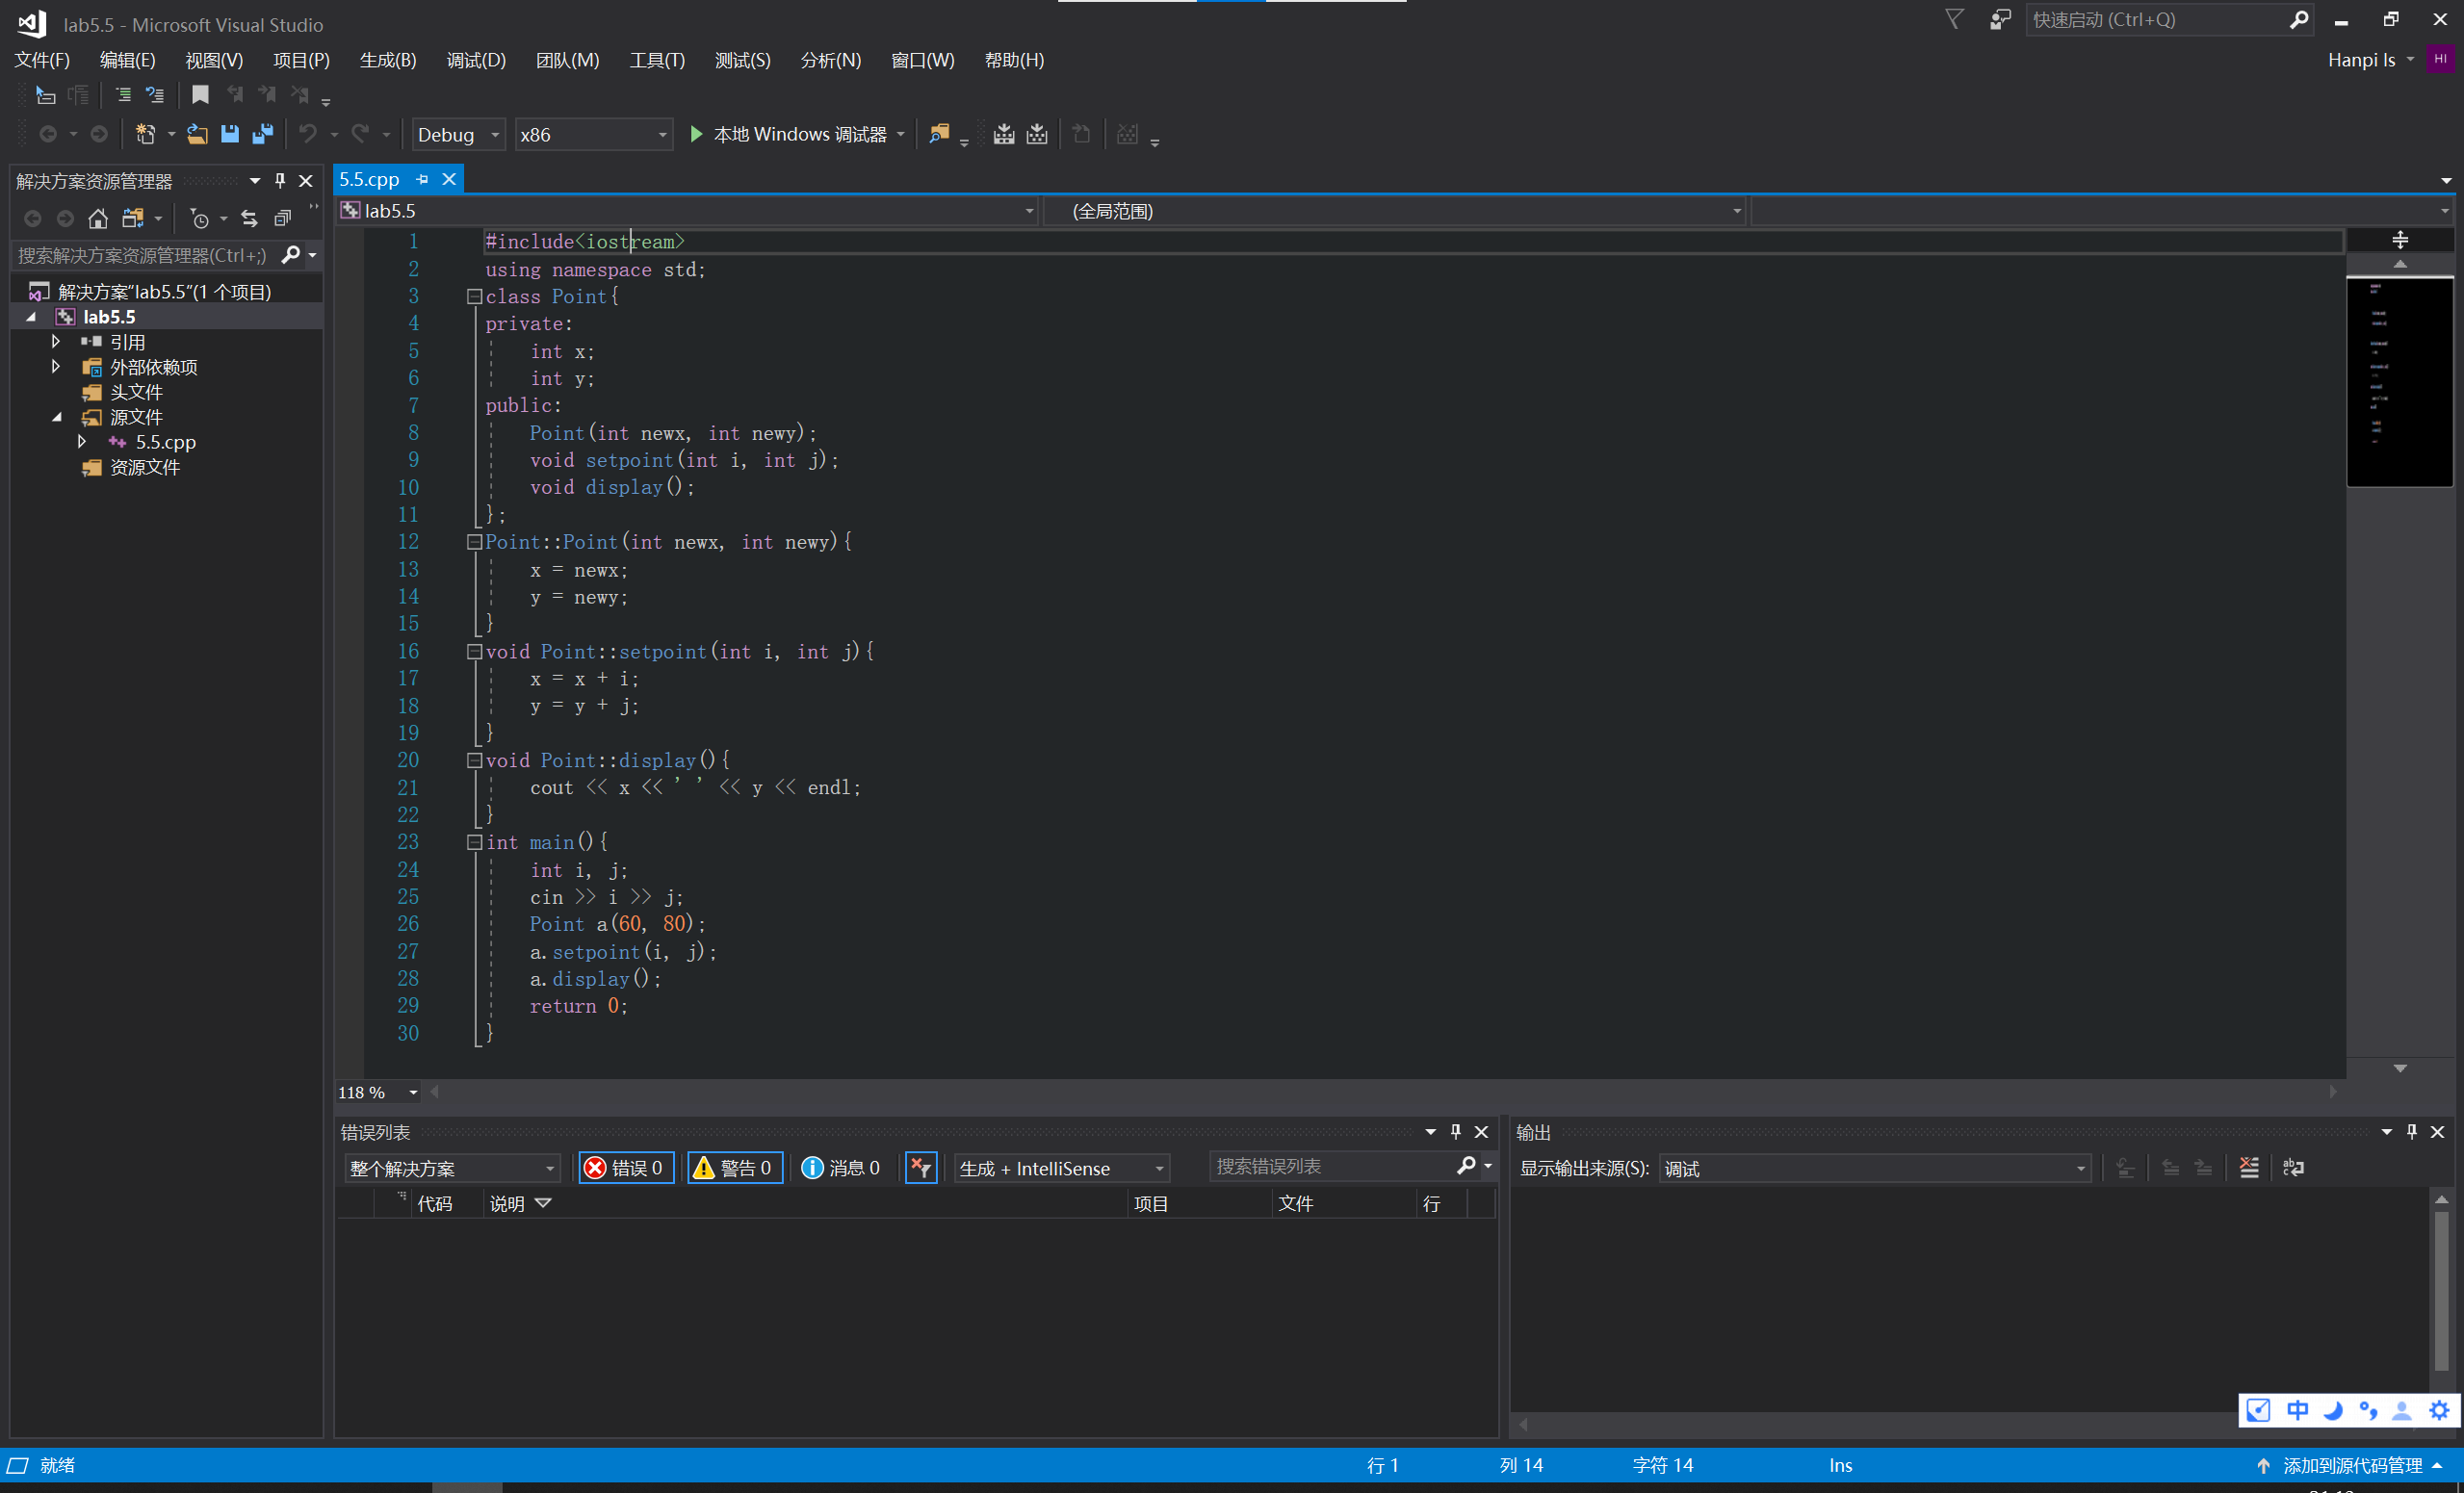 lab5.5 - Microsoft Visual Studio
快速启动 (Ctrl+Q)
文件(F) 编辑(E) 视图(V) 项目(P) 生成(B) 调试(D) 团队(M) 工具(T) 测试(S) 分析(N) 窗口(W) 帮助(H)
Hanpi ls HI
Debug x86 本地 Windows 调试器
解决方案资源管理器
搜索解决方案资源管理器(Ctrl+;)
解决方案"lab5.5"(1 个项目)
lab5.5
引用
外部依赖项
头文件
源文件
5.5.cpp
资源文件
5.5.cpp
lab5.5 (全局范围)
1 #include<iostream>
2 using namespace std;
3 class Point{
4 private:
5 int x;
6 int y;
7 public:
8 Point(int newx, int newy);
9 void setpoint(int i, int j);
10 void display();
11 };
12 Point::Point(int newx, int newy){
13 x = newx;
14 y = newy;
15 }
16 void Point::setpoint(int i, int j){
17 x = x + i;
18 y = y + j;
19 }
20 void Point::display(){
21 cout << x << ' ' << y << endl;
22 }
23 int main(){
24 int i, j;
25 cin >> i >> j;
26 Point a(60, 80);
27 a.setpoint(i, j);
28 a.display();
29 return 0;
30 }
118 %
错误列表
整个解决方案 错误 0 警告 0 消息 0 生成 + IntelliSense 搜索错误列表
代码 说明 项目 文件 行
输出
显示输出来源(S): 调试
中
就绪 行 1 列 14 字符 14 Ins 添加到源代码管理